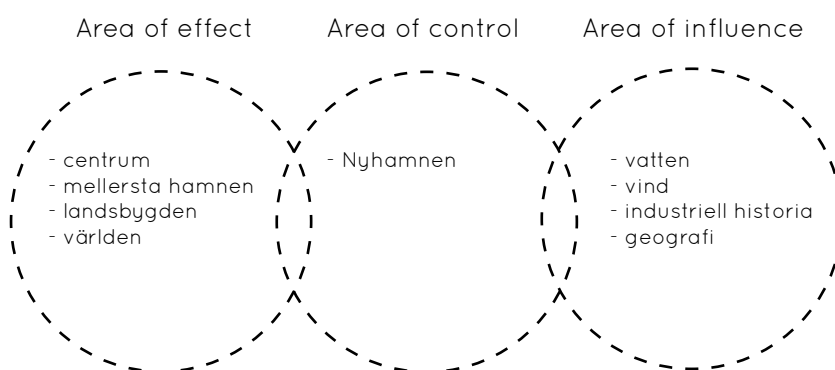 Area of effect
Area of control
Area of influence
- centrum
- mellersta hamnen
- landsbygden
- världen
- Nyhamnen
- vatten
- vind
- industriell historia
- geografi